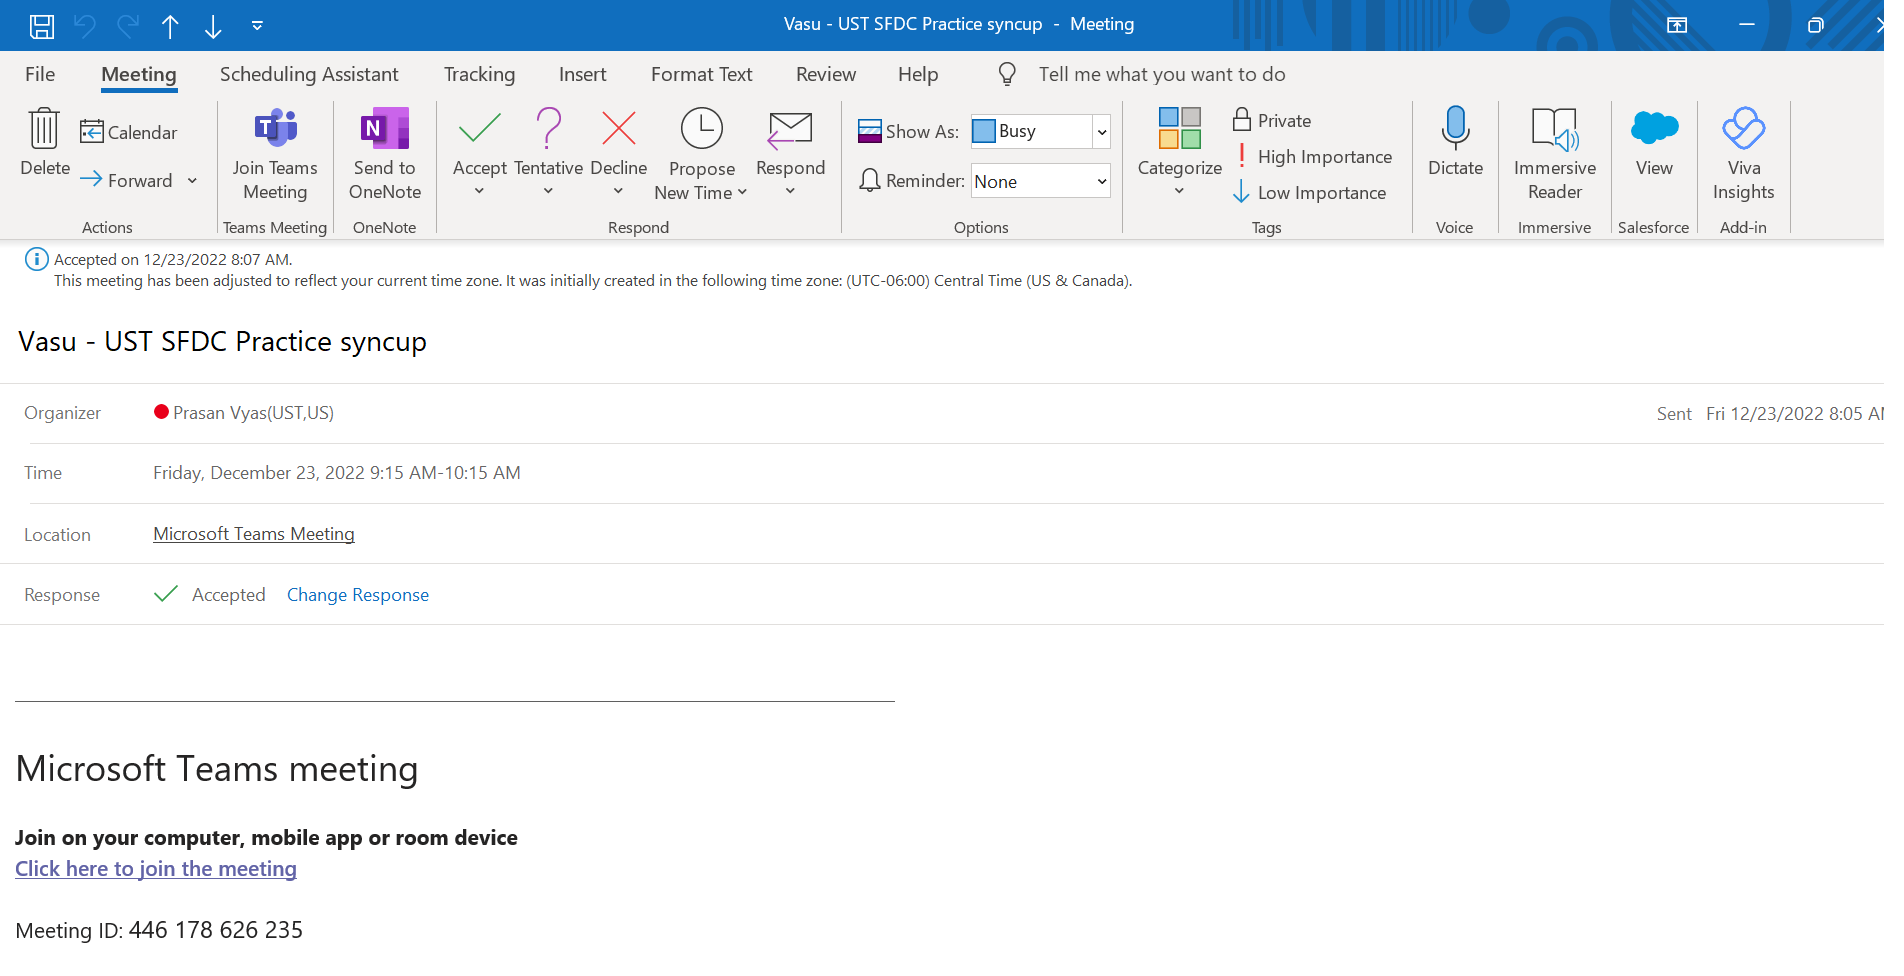 Vasu - UST SFDC Practice syncup - Meeting
File Meeting Scheduling Assistant Tracking Insert Format Text Review Help Tell me what you want to do
Delete
Calendar
Forward
Actions
Join Teams
Meeting
Teams Meeting
Send to
OneNote
OneNote
Accept
Tentative
Decline
Propose
New Time
Respond
Respond
Show As: Busy
Reminder: None
Options
Categorize
Private
High Importance
Low Importance
Tags
Dictate
Voice
Immersive
Reader
Immersive
View
Salesforce
Viva
Insights
Add-in
Accepted on 12/23/2022 8:07 AM.
This meeting has been adjusted to reflect your current time zone. It was initially created in the following time zone: (UTC-06:00) Central Time (US & Canada).
Vasu - UST SFDC Practice syncup
Organizer Prasan Vyas(UST,US) Sent Fri 12/23/2022 8:05 AM
Time Friday, December 23, 2022 9:15 AM-10:15 AM
Location Microsoft Teams Meeting
Response Accepted Change Response
Microsoft Teams meeting
Join on your computer, mobile app or room device
Click here to join the meeting
Meeting ID: 446 178 626 235